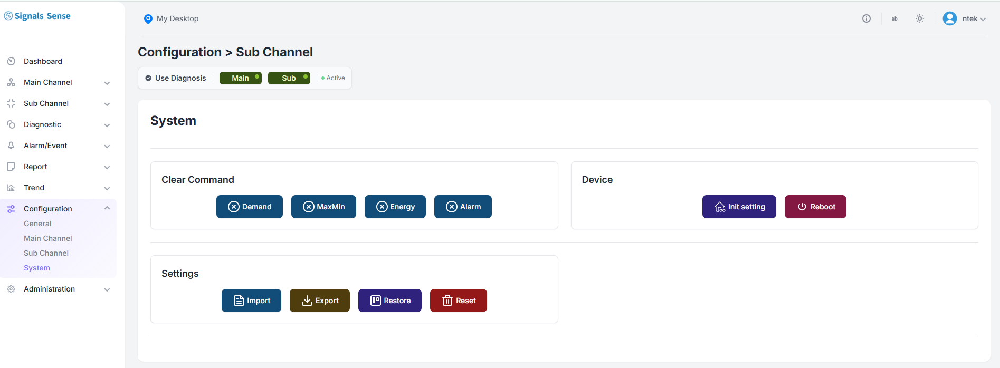 Signals Sense
My Desktop
ab
ntek
Dashboard
Main Channel
Sub Channel
Diagnostic
Alarm/Event
Report
Trend
Configuration
General
Main Channel
Sub Channel
System
Administration
Configuration > Sub Channel
Use Diagnosis
Main
Sub
Active
System
Clear Command
Demand
MaxMin
Energy
Alarm
Device
Init setting
Reboot
Settings
Import
Export
Restore
Reset